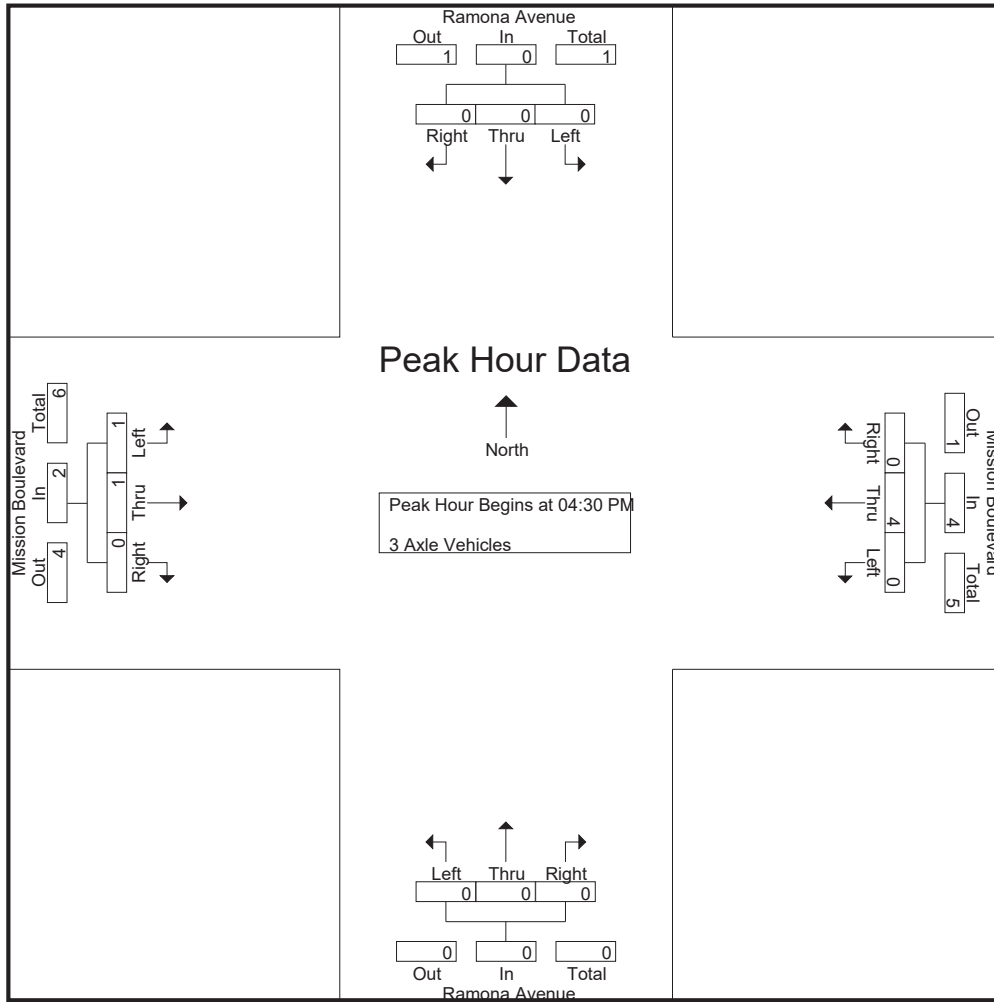 Ramona Avenue
Out In Total
1 0 1
0 0 0
Right Thru Left
Peak Hour Data
North
Peak Hour Begins at 04:30 PM
3 Axle Vehicles
Mission Boulevard
Out In Total
4 2 6
Left Thru Right
1 1 0
Mission Boulevard
Out In Total
1 4 5
Right Thru Left
0 4 0
Left Thru Right
0 0 0
0 0 0
Out In Total
Ramona Avenue